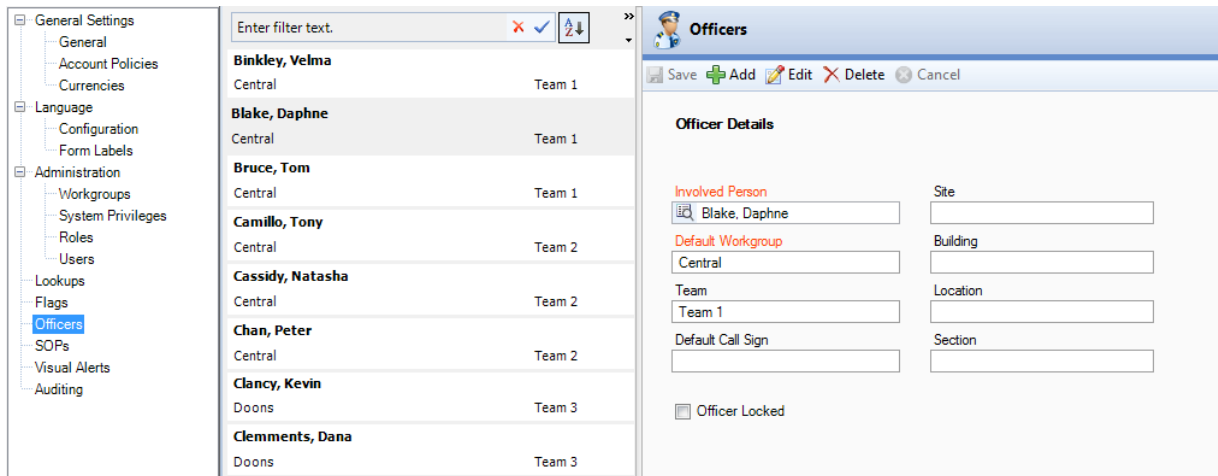 General Settings
General
Account Policies
Currencies
Language
Configuration
Form Labels
Administration
Workgroups
System Privileges
Roles
Users
Lookups
Flags
Officers
SOPs
Visual Alerts
Auditing
Enter filter text.
Binkley, Velma
Central Team 1
Blake, Daphne
Central Team 1
Bruce, Tom
Central Team 1
Camillo, Tony
Central Team 2
Cassidy, Natasha
Central Team 2
Chan, Peter
Central Team 2
Clancy, Kevin
Doons Team 3
Clemments, Dana
Doons Team 3
Officers
Save Add Edit Delete Cancel
Officer Details
Involved Person Site
Blake, Daphne
Default Workgroup Building
Central
Team Location
Team 1
Default Call Sign Section
Officer Locked